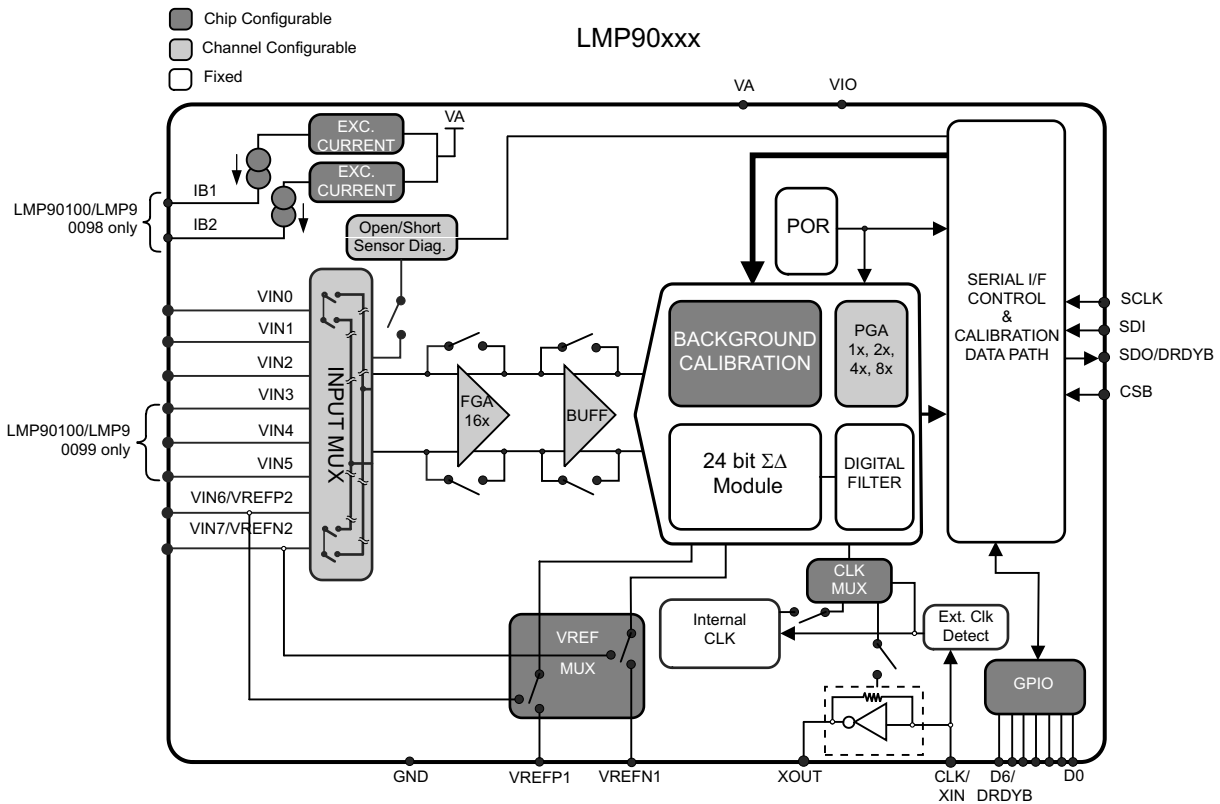 Chip Configurable
Channel Configurable
Fixed
LMP90xxx
VA
VIO
VA
EXC.
CURRENT
EXC.
CURRENT
IB1
IB2
LMP90100/LMP9
0098 only
Open/Short
Sensor Diag.
POR
SERIAL I/F
CONTROL
&
CALIBRATION
DATA PATH
SCLK
SDI
SDO/DRDYB
CSB
VIN0
VIN1
VIN2
VIN3
VIN4
VIN5
VIN6/VREFP2
VIN7/VREFN2
LMP90100/LMP9
0099 only
INPUT MUX
FGA
16x
BUFF
BACKGROUND
CALIBRATION
PGA
1x, 2x,
4x, 8x
24 bit ΣΔ
Module
DIGITAL
FILTER
CLK
MUX
Internal
CLK
Ext. Clk
Detect
VREF
MUX
GPIO
GND
VREFP1
VREFN1
XOUT
CLK/
XIN
D6/
DRDYB
D0